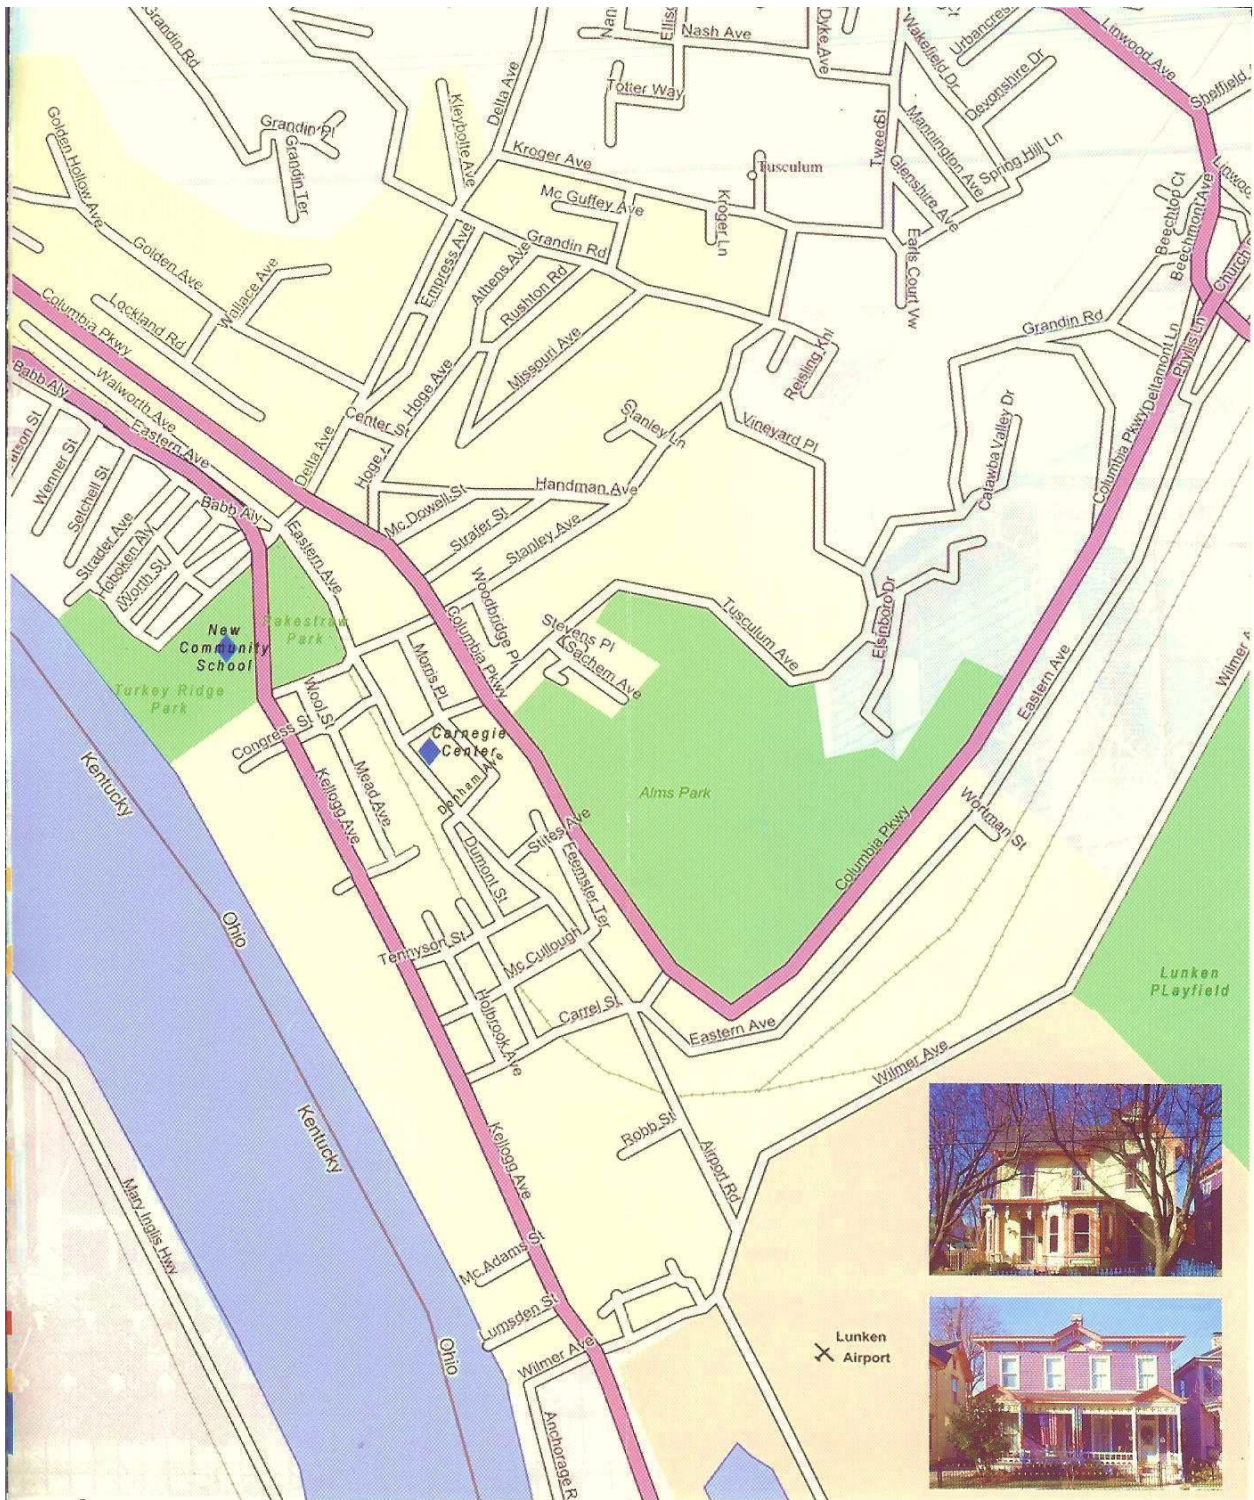 Grandin Rd
Delta Ave
Nash Ave
Dyke Ave
Wakefield Dr
Linwood Ave
Devonshire Dr
Totter Way
Kleybolte Ave
Grandin Pl
Grandin Ter
Kroger Ave
Tusculum
Tweed St
Mannington Ave
Spring Hill Ln
Glenshire Ave
Golden Hollow Ave
Mc Guffey Ave
Kroger Ln
Earls Court Vw
Beechtop Ct
Beechmont Ave
Golden Ave
Wallace Ave
Empress Ave
Athens Ave
Grandin Rd
Rushton Rd
Columbia Pkwy
Lockland Rd
Missouri Ave
Grandin Rd
Deltamont Ln
Phyllis Ln
Babb Aly
Walworth Ave
Eastern Ave
Center St
Hoge Ave
Delta Ave
Stanley Ln
Vineyard Pl
Catawba Valley Dr
Columbia Pkwy
Wenner St
Setchell St
Babb Aly
Strader Ave
Hoboken Aly
Worth St
Handman Ave
Mc Dowell St
Strafer St
Stanley Ave
Eastern Ave
Woodbridge Pl
Columbia Pkwy
Stevens Pl
Sachem Ave
Tusculum Ave
Elsinboro Dr
New
Community
School
Rakestraw
Park
Turkey Ridge
Park
Morris Pl
Wool St
Congress St
Carnegie
Center
Eastern Ave
Kentucky
Kellogg Ave
Mead Ave
Denham Ave
Alms Park
Columbia Pkwy
Wortman St
Stites Ave
Dumont St
Feemster Ter
Ohio
Tennyson St
Mc Cullough
Lunken
PLayfield
Holbrook Ave
Carrel St
Eastern Ave
Wilmer Ave
Kentucky
Kellogg Ave
Robb St
Airport Rd
Mary Inglis Hwy
Mc Adams St
Lumsden St
Wilmer Ave
Ohio
Lunken
Airport